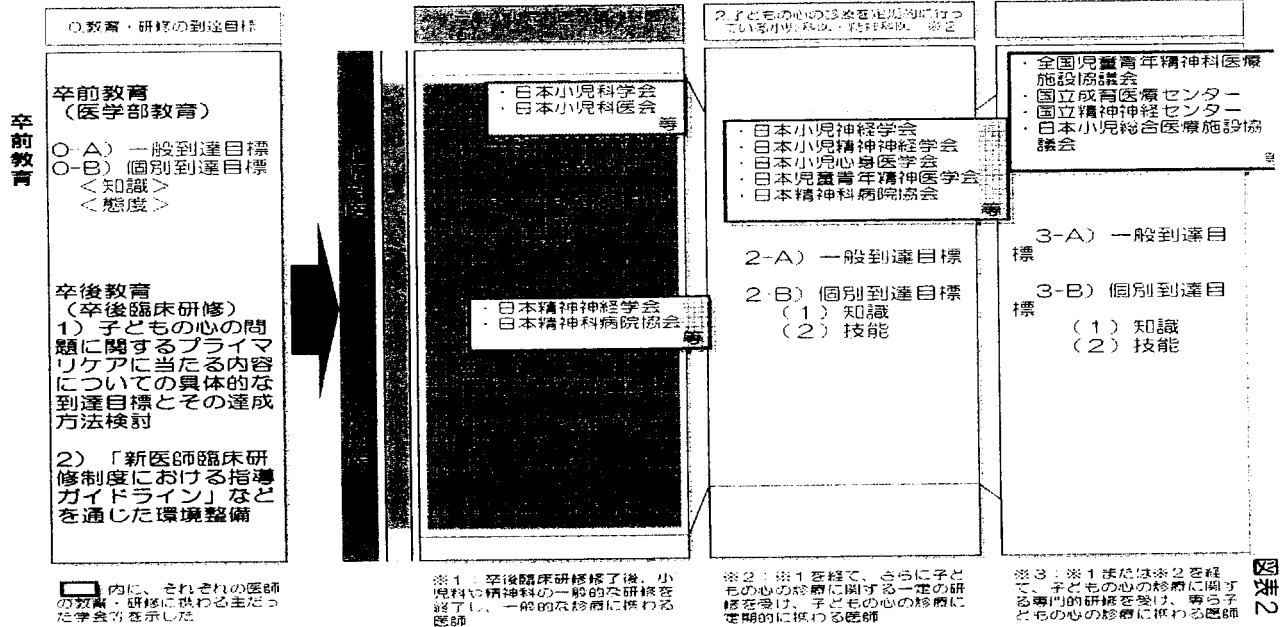 0.教育・研修の到達目標
卒前教育
卒前教育
(医学部教育)
0-A) 一般到達目標
0-B) 個別到達目標
<知識>
<態度>
卒後教育
(卒後臨床研修)
1) 子どもの心の問
題に関するプライマ
リケアに当たる内容
についての具体的な
到達目標とその達成
方法検討
2) 「新医師臨床研
修制度における指導
ガイドライン」など
を通じた環境整備
内に、それぞれの医師
の教育・研修に携わる主だっ
た学会等を示した
・日本小児科学会
・日本小児科医会
等
・日本精神神経学会
・日本精神科病院協会
等
※1:卒後臨床研修修了後、小
児科や精神科の一般的な研修を
終了し、一般的な診療に携わる
医師
2.子どもの心の診療を定期的に行っ
ている小児科医・精神科医 ※2
・日本小児神経学会
・日本小児精神神経学会
・日本小児心身医学会
・日本児童青年精神医学会
・日本精神科病院協会
等
2-A) 一般到達目標
2-B) 個別到達目標
(1) 知識
(2) 技能
※2:※1を経て、さらに子ど
もの心の診療に関する一定の研
修を受け、子どもの心の診療に
定期的に携わる医師
・全国児童青年精神科医療
施設協議会
・国立成育医療センター
・国立精神神経センター
・日本小児総合医療施設協
議会
3-A) 一般到達目
標
3-B) 個別到達目
標
(1) 知識
(2) 技能
※3:※1または※2を経
て、子どもの心の診療に関す
る専門的研修を受け、専ら子
どもの心の診療に携わる医師
図表2